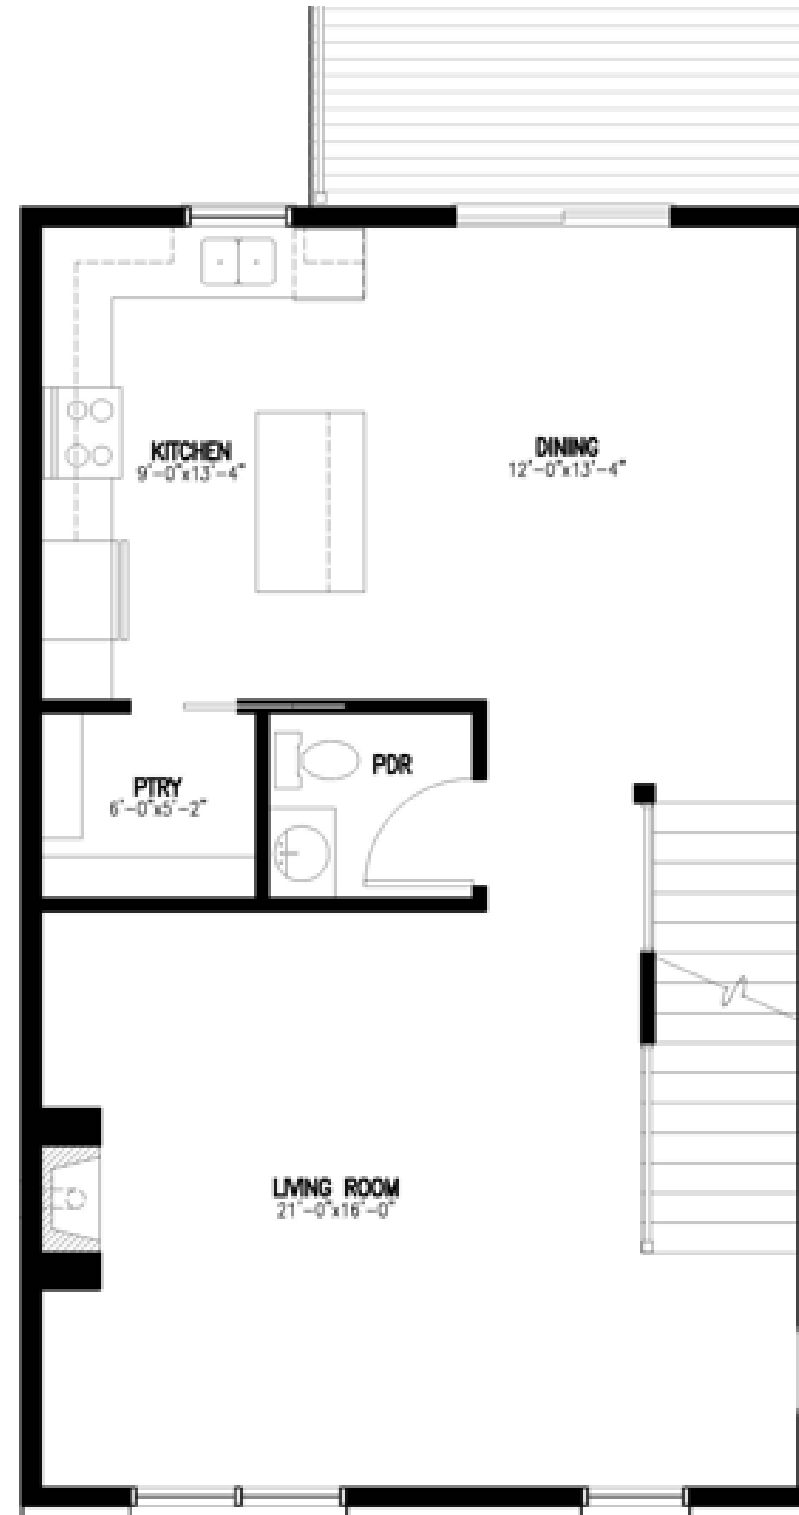 KITCHEN
9'-0"x13'-4"
DINING
12'-0"x13'-4"
PTRY
6'-0"x5'-2"
PDR
LIVING ROOM
21'-0"x16'-0"